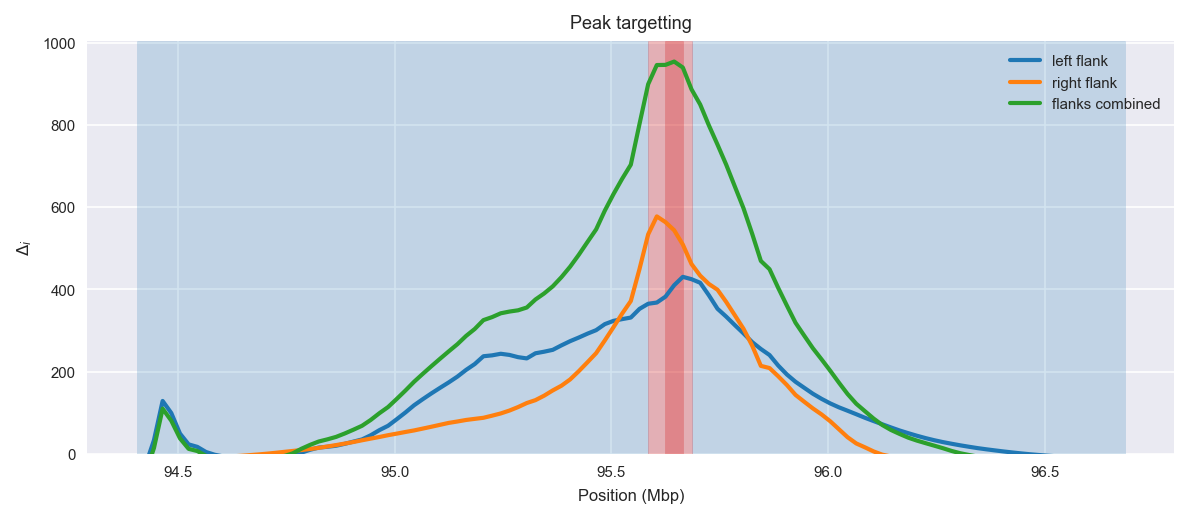 Peak targetting
1000
800
600
400
200
0
Δi
94.5
95.0
95.5
96.0
96.5
Position (Mbp)
left flank
right flank
flanks combined